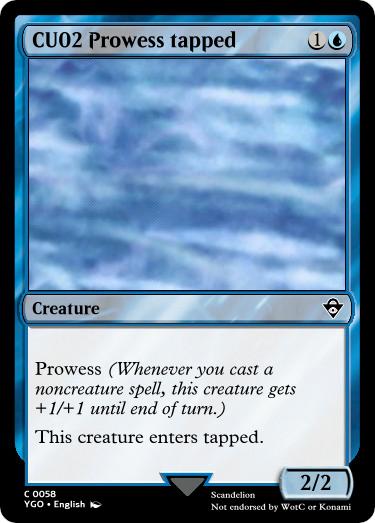 CU02 Prowess tapped
1
Creature
Prowess (Whenever you cast a
noncreature spell, this creature gets
+1/+1 until end of turn.)
This creature enters tapped.
2/2
C 0058
YGO • English
Scandelion
Not endorsed by WotC or Konami